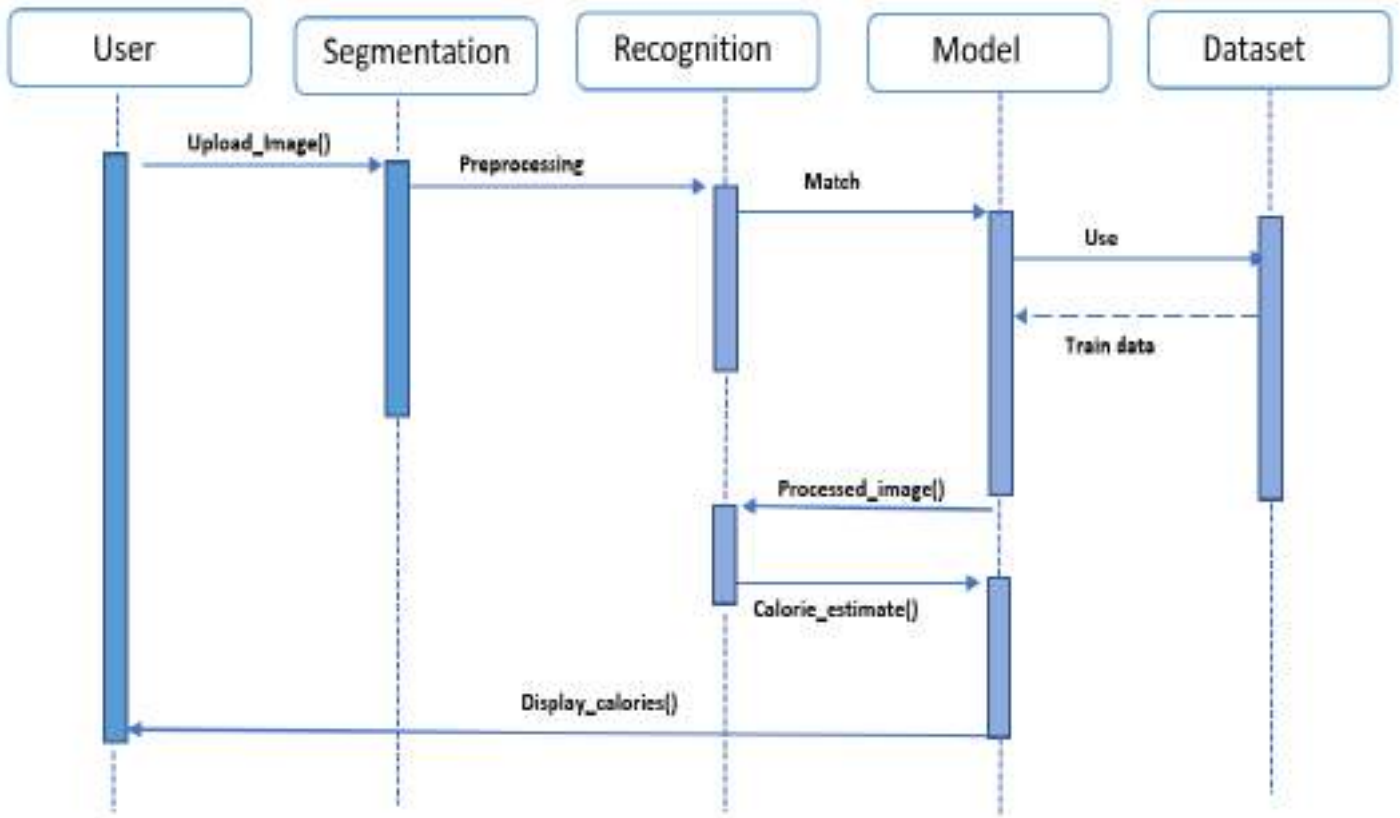 User
Segmentation
Recognition
Model
Dataset
Upload_Image()
Preprocessing
Match
Use
Train data
Processed_image()
Calorie_estimate()
Display_calories()